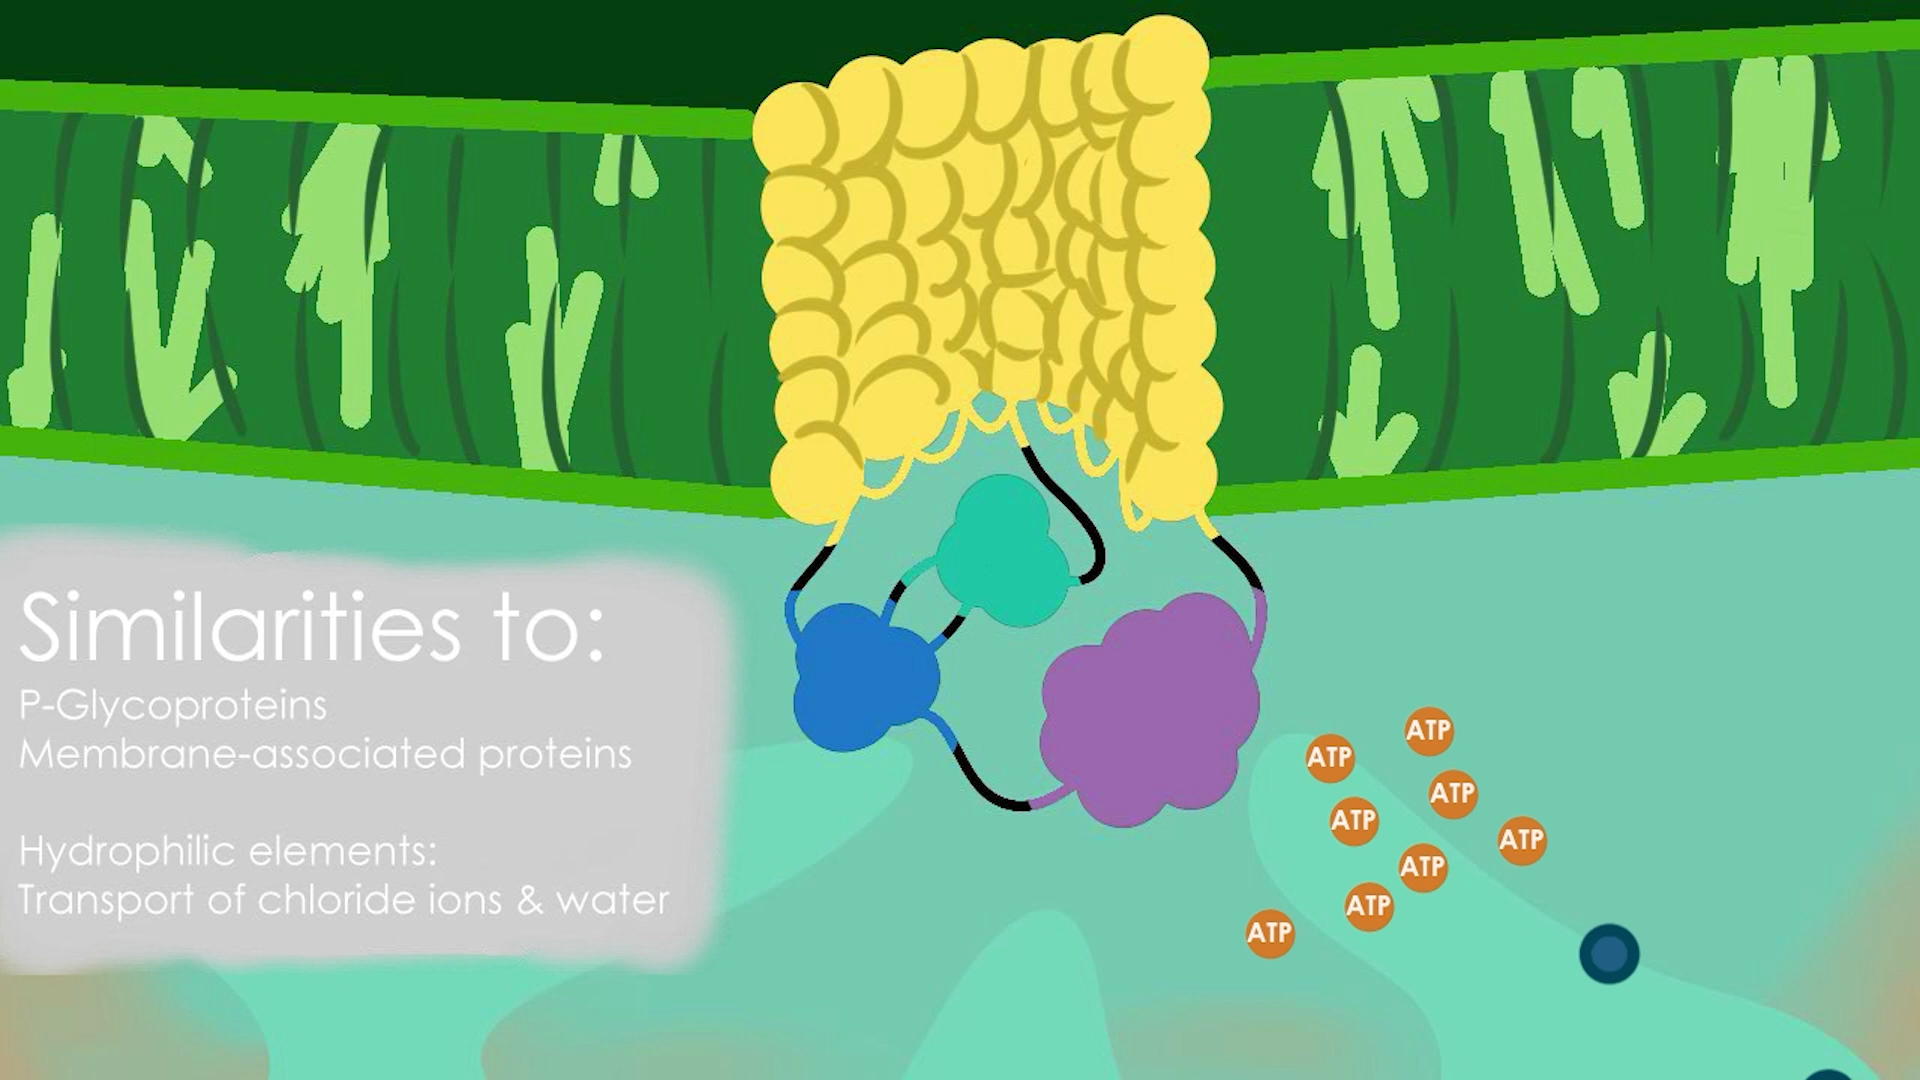 Similarities to:
P-Glycoproteins
Membrane-associated proteins
Hydrophilic elements:
Transport of chloride ions & water
ATP
ATP
ATP
ATP
ATP
ATP
ATP
ATP